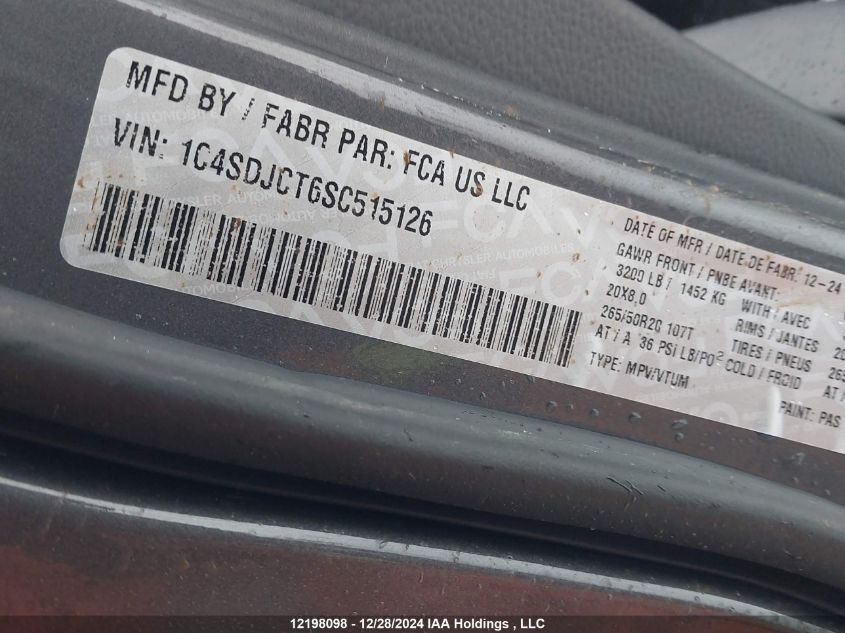 MFD BY / FABR PAR: FCA US LLC
VIN: 1C4SDJCT6SC515126
DATE OF MFR / DATE DE FABR: 12-24
GAWR FRONT / PNBE AVANT:
3200 LB / 1452 KG WITH / AVEC
20X8.0 RIMS / JANTES
265/50R20 107T TIRES / PNEUS 265
AT / A 36 PSI LB/PO² COLD / FROID AT /
TYPE: MPV/VTUM PAINT: PAS
12198098 - 12/28/2024 IAA Holdings , LLC